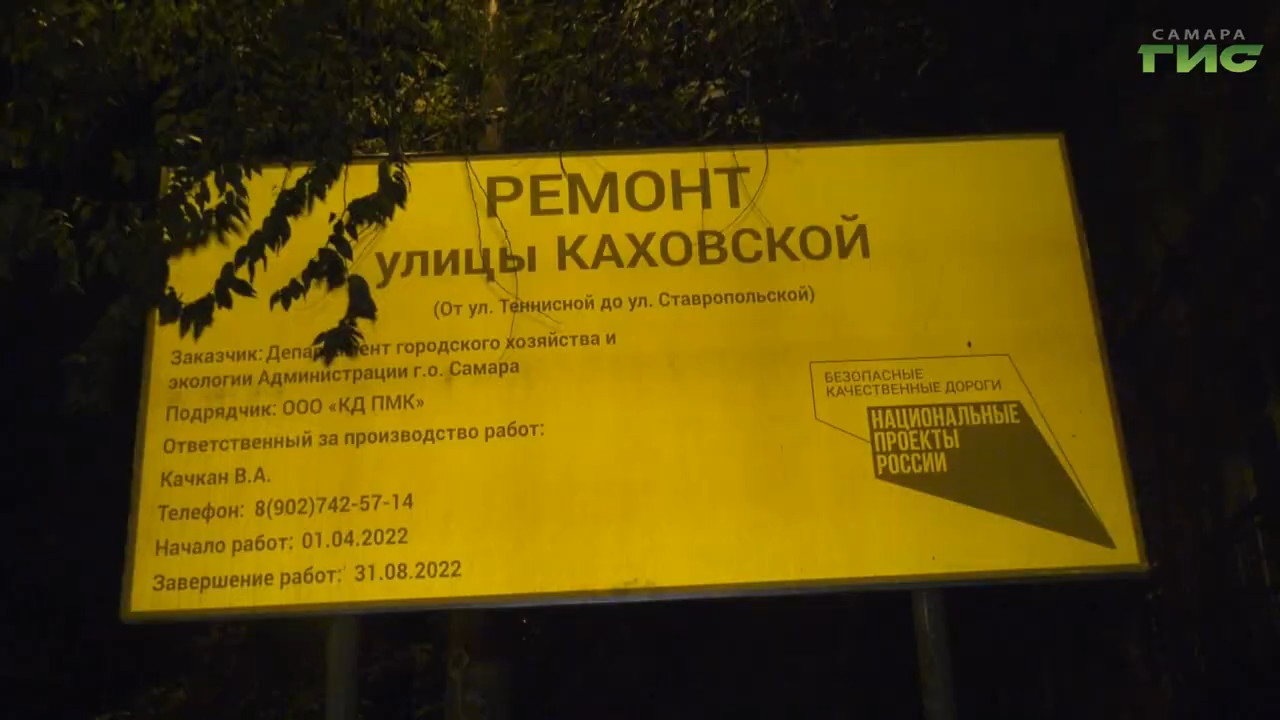 САМАРА
ГИС
РЕМОНТ
улицы КАХОВСКОЙ
(От ул. Теннисной до ул. Ставропольской)
Заказчик: Департамент городского хозяйства и
экологии Администрации г.о. Самара
Подрядчик: ООО «КД ПМК»
Ответственный за производство работ:
Качкан В.А.
Телефон: 8(902)742-57-14
Начало работ: 01.04.2022
Завершение работ: 31.08.2022
БЕЗОПАСНЫЕ
КАЧЕСТВЕННЫЕ ДОРОГИ
НАЦИОНАЛЬНЫЕ
ПРОЕКТЫ
РОССИИ